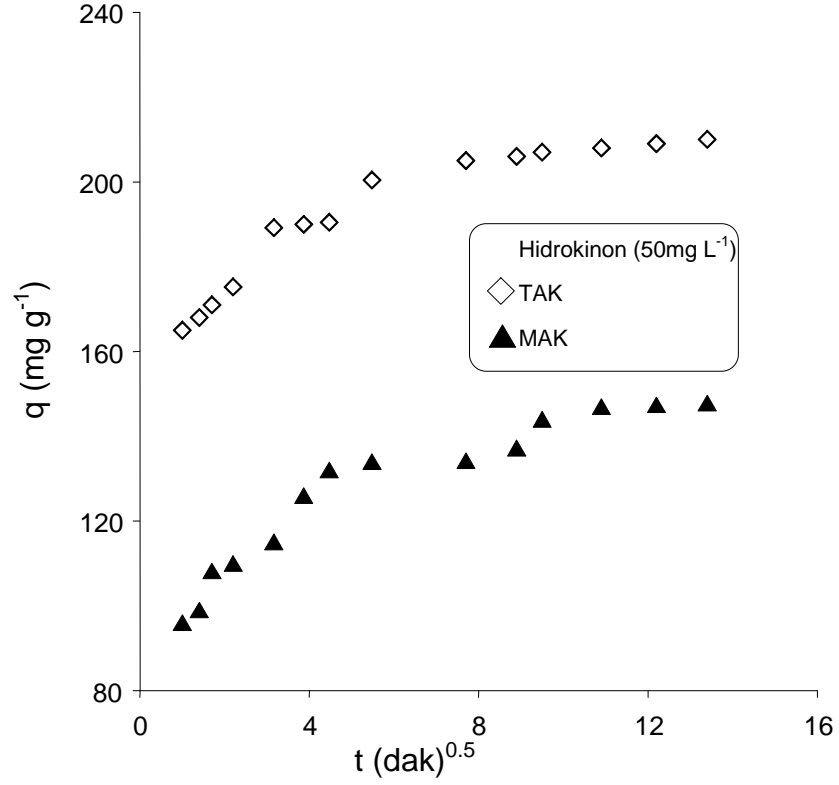 240
200
160
120
80
q (mg g⁻¹)
Hidrokinon (50mg L⁻¹)
TAK
MAK
0 4 8 12 16
t (dak)⁰·⁵